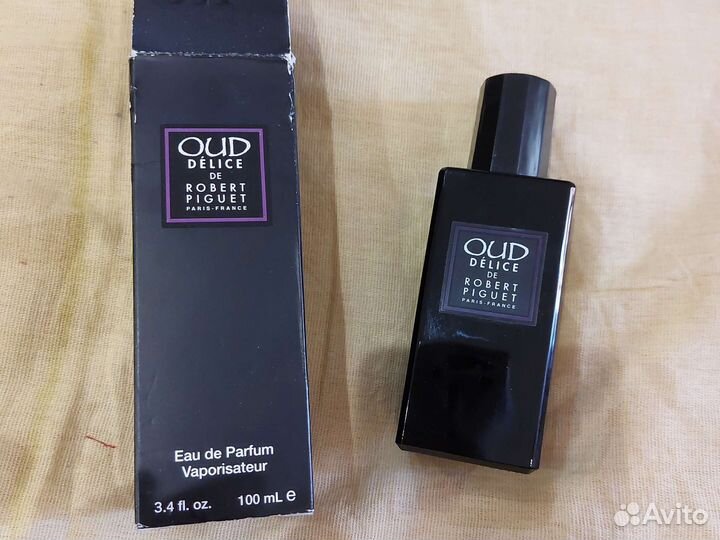 OUD
DÉLICE
DE
ROBERT
PIGUET
PARIS-FRANCE
Eau de Parfum
Vaporisateur
3.4 fl. oz. 100 mL e
OUD
DÉLICE
DE
ROBERT
PIGUET
PARIS-FRANCE
Avito